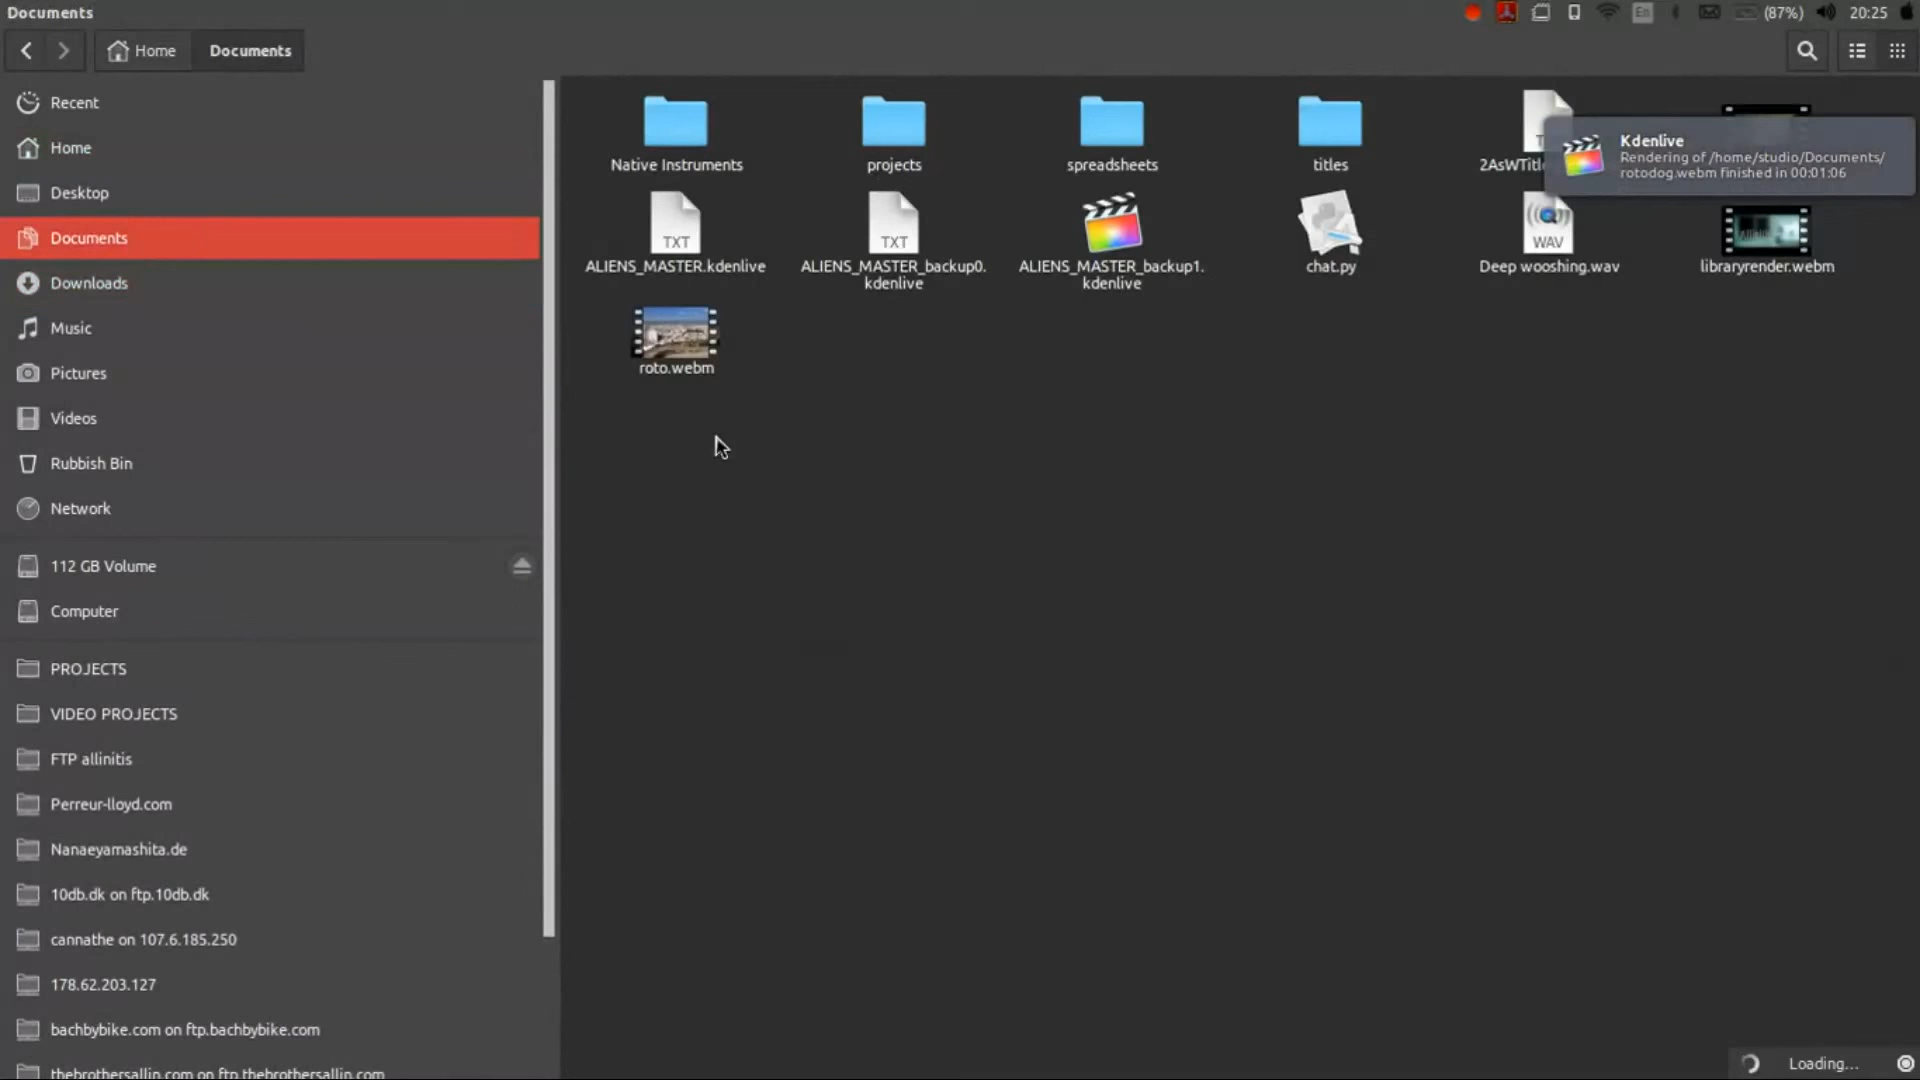 Documents
En
(87%)
20:25
Home
Documents
Recent
Home
Desktop
Documents
Downloads
Music
Pictures
Videos
Rubbish Bin
Network
112 GB Volume
Computer
PROJECTS
VIDEO PROJECTS
FTP allinitis
Perreur-lloyd.com
Nanaeyamashita.de
10db.dk on ftp.10db.dk
cannathe on 107.6.185.250
178.62.203.127
bachbybike.com on ftp.bachbybike.com
thebrothersallin.com on ftp.thebrothersallin.com
Native Instruments
projects
spreadsheets
titles
Kdenlive
Rendering of /home/studio/Documents/
rotodog.webm finished in 00:01:06
TXT
ALIENS_MASTER.kdenlive
TXT
ALIENS_MASTER_backup0.
kdenlive
ALIENS_MASTER_backup1.
kdenlive
chat.py
WAV
Deep wooshing.wav
libraryrender.webm
roto.webm
Loading...